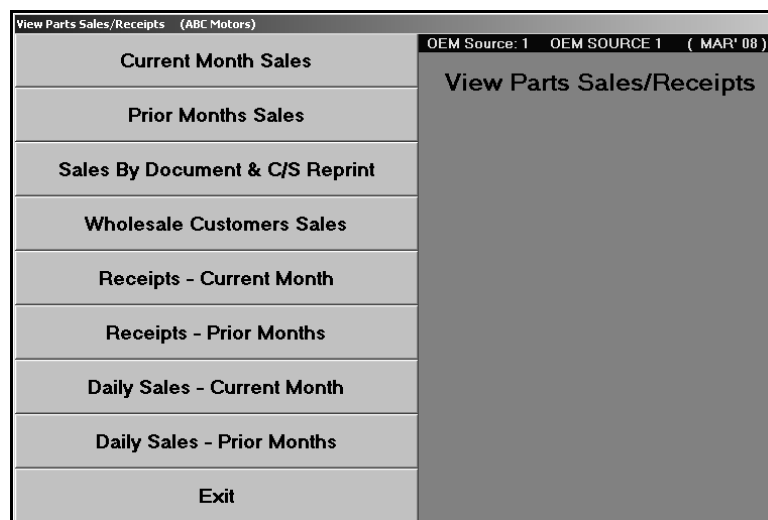 View Parts Sales/Receipts (ABC Motors)
OEM Source: 1 OEM SOURCE 1 ( MAR' 08 )
View Parts Sales/Receipts
Current Month Sales
Prior Months Sales
Sales By Document & C/S Reprint
Wholesale Customers Sales
Receipts - Current Month
Receipts - Prior Months
Daily Sales - Current Month
Daily Sales - Prior Months
Exit